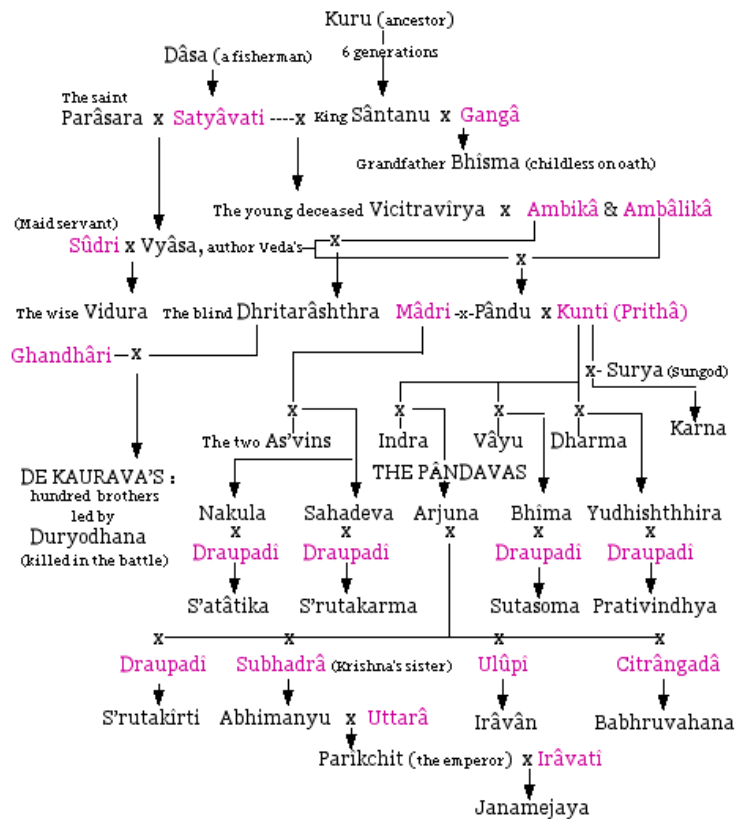 Kuru (ancestor)
Dâsa (a fisherman) 6 generations
The saint
Parâsara x Satyâvati ----x King Sântanu x Gangâ
Grandfather Bhîsma (childless on oath)
The young deceased Vicitravîrya x Ambikâ & Ambâlikâ
(Maid servant)
Sûdri x Vyâsa, author Veda's x
x
The wise Vidura The blind Dhritarâshthra Mâdri -x-Pându x Kuntî (Prithâ)
Ghandhâri x
x- Surya (Sungod)
x x x x
Karna
The two As'vins Indra Vâyu Dharma
DE KAURAVA'S : THE PÂNDAVAS
hundred brothers
led by
Duryodhana
(killed in the battle)
Nakula Sahadeva Arjuna Bhîma Yudhishthhira
x x x x
Draupadî Draupadî Draupadî Draupadî
S'atâtika S'rutakarma Sutasoma Prativindhya
x x x x
Draupadî Subhadrâ (Krishna's sister) Ulûpî Citrângadâ
S'rutakîrti Abhimanyu x Uttarâ Irâvân Babhruvahana
Parîkchit (the emperor) x Irâvatî
Janamejaya